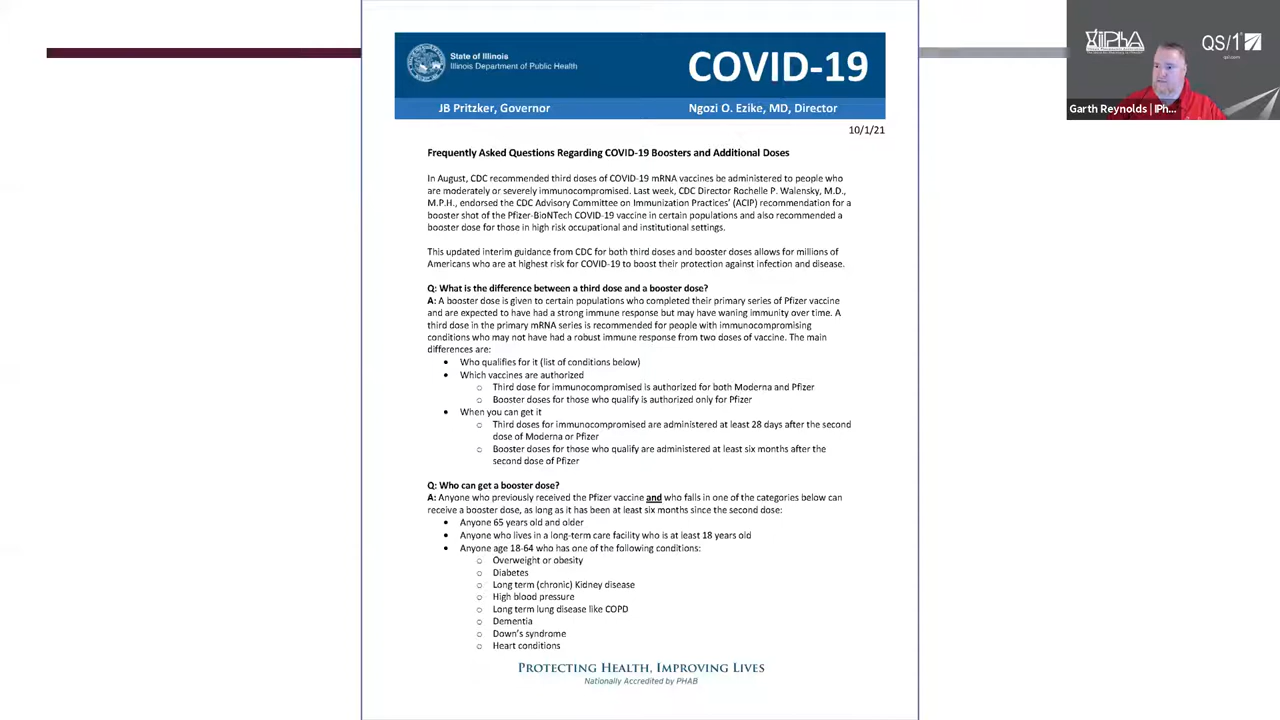 State of Illinois
Illinois Department of Public Health
COVID-19
JB Pritzker, Governor
Ngozi O. Ezike, MD, Director
10/1/21
Frequently Asked Questions Regarding COVID-19 Boosters and Additional Doses
In August, CDC recommended third doses of COVID-19 mRNA vaccines be administered to people who
are moderately or severely immunocompromised. Last week, CDC Director Rochelle P. Walensky, M.D.,
M.P.H., endorsed the CDC Advisory Committee on Immunization Practices’ (ACIP) recommendation for a
booster shot of the Pfizer-BioNTech COVID-19 vaccine in certain populations and also recommended a
booster dose for those in high risk occupational and institutional settings.
This updated interim guidance from CDC for both third doses and booster doses allows for millions of
Americans who are at highest risk for COVID-19 to boost their protection against infection and disease.
Q: What is the difference between a third dose and a booster dose?
A: A booster dose is given to certain populations who completed their primary series of Pfizer vaccine
and are expected to have had a strong immune response but may have waning immunity over time. A
third dose in the primary mRNA series is recommended for people with immunocompromising
conditions who may not have had a robust immune response from two doses of vaccine. The main
differences are:
• Who qualifies for it (list of conditions below)
• Which vaccines are authorized
o Third dose for immunocompromised is authorized for both Moderna and Pfizer
o Booster doses for those who qualify is authorized only for Pfizer
• When you can get it
o Third doses for immunocompromised are administered at least 28 days after the second
dose of Moderna or Pfizer
o Booster doses for those who qualify are administered at least six months after the
second dose of Pfizer
Q: Who can get a booster dose?
A: Anyone who previously received the Pfizer vaccine and who falls in one of the categories below can
receive a booster dose, as long as it has been at least six months since the second dose:
• Anyone 65 years old and older
• Anyone who lives in a long-term care facility who is at least 18 years old
• Anyone age 18-64 who has one of the following conditions:
o Overweight or obesity
o Diabetes
o Long term (chronic) Kidney disease
o High blood pressure
o Long term lung disease like COPD
o Dementia
o Down’s syndrome
o Heart conditions
PROTECTING HEALTH, IMPROVING LIVES
Nationally Accredited by PHAB
IPhA
QS/1
Garth Reynolds | IPh...